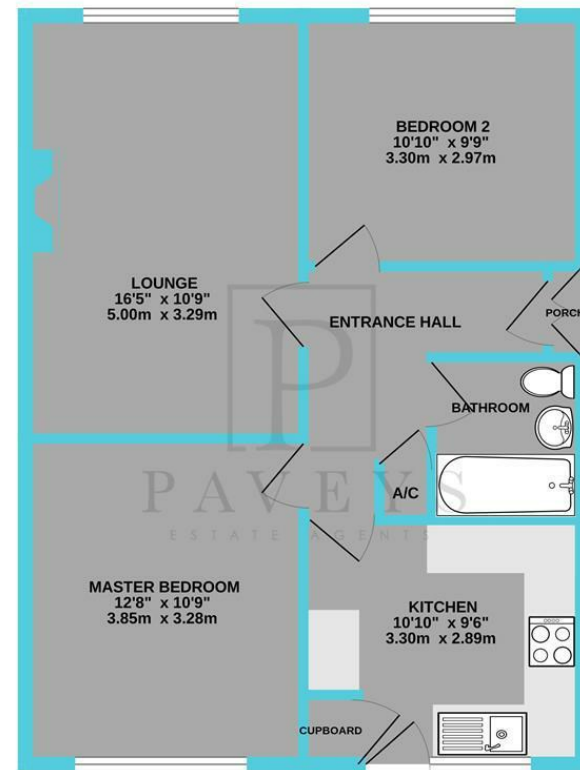 BEDROOM 2
10'10" x 9'9"
3.30m x 2.97m
LOUNGE
16'5" x 10'9"
5.00m x 3.29m
ENTRANCE HALL
PORCH
BATHROOM
A/C
P
PAVEYS
ESTATE AGENTS
MASTER BEDROOM
12'8" x 10'9"
3.85m x 3.28m
KITCHEN
10'10" x 9'6"
3.30m x 2.89m
CUPBOARD